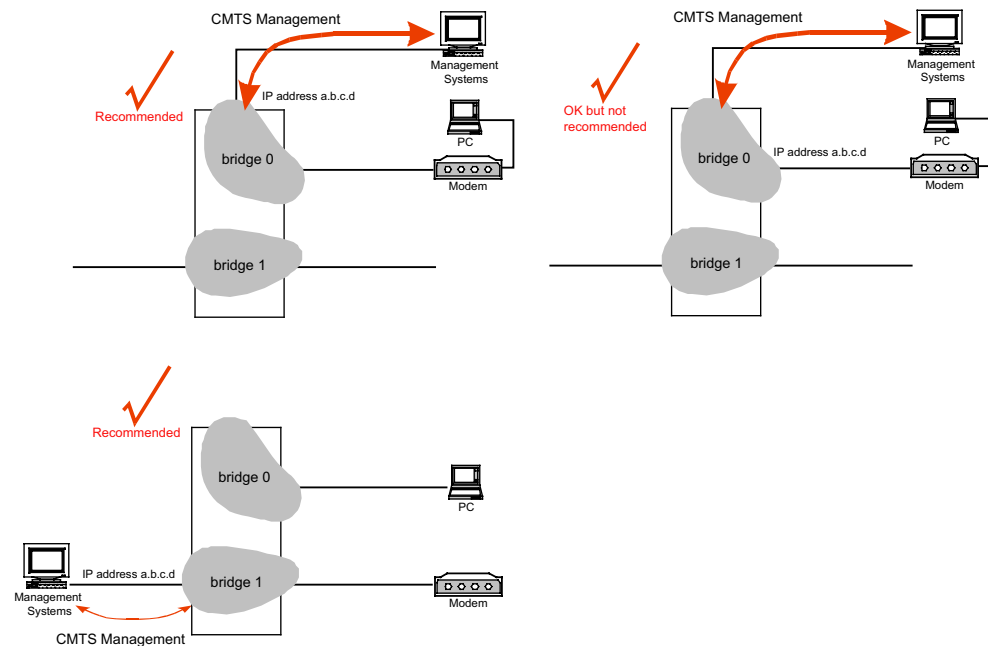 CMTS Management
Management
Systems
Recommended
IP address a.b.c.d
PC
bridge 0
Modem
bridge 1
CMTS Management
Management
Systems
OK but not
recommended
PC
bridge 0
IP address a.b.c.d
Modem
bridge 1
Recommended
bridge 0
PC
IP address a.b.c.d
bridge 1
Management
Systems
Modem
CMTS Management